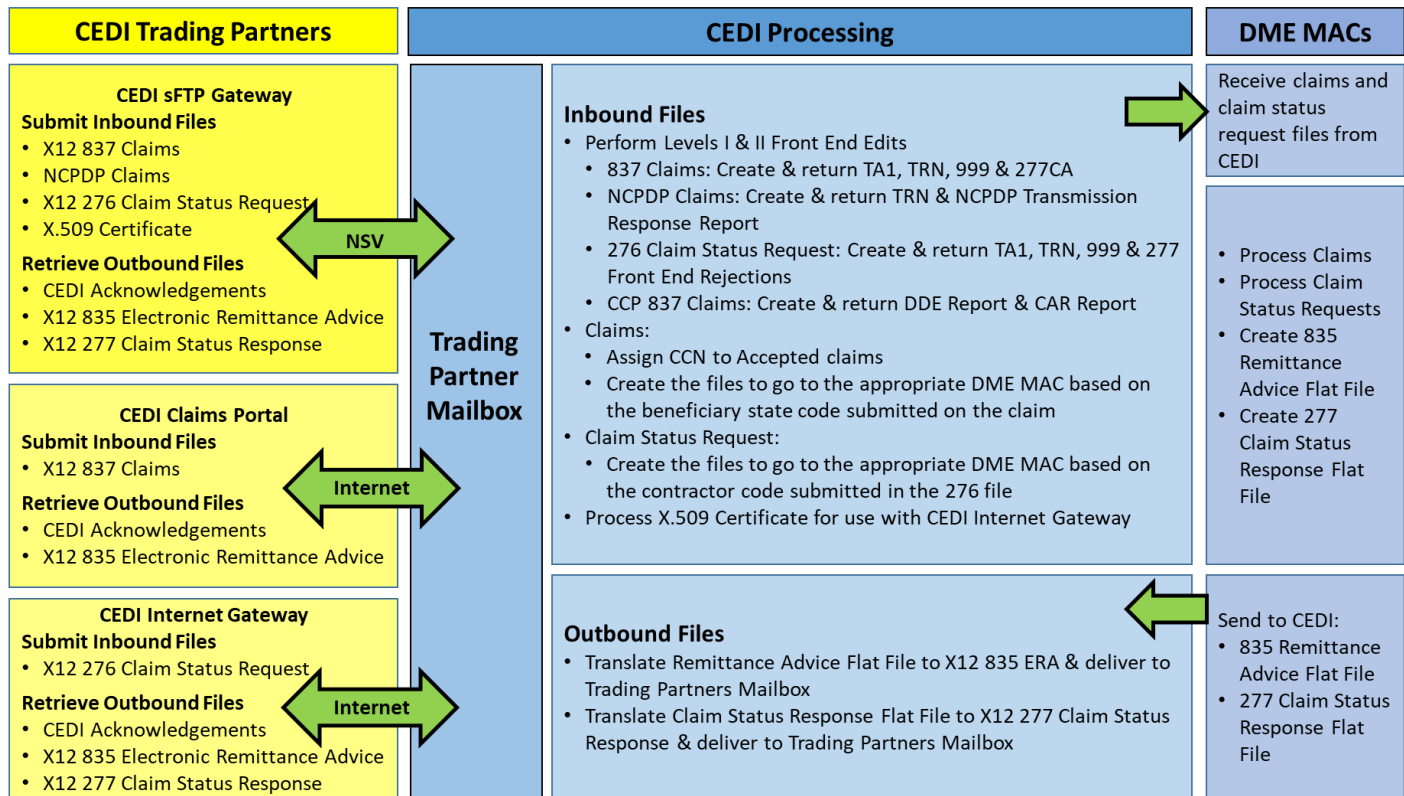 CEDI Trading Partners
CEDI Processing
DME MACs
CEDI sFTP Gateway
Submit Inbound Files
• X12 837 Claims
• NCPDP Claims
• X12 276 Claim Status Request
• X.509 Certificate
Retrieve Outbound Files
• CEDI Acknowledgements
• X12 835 Electronic Remittance Advice
• X12 277 Claim Status Response
NSV
CEDI Claims Portal
Submit Inbound Files
• X12 837 Claims
Retrieve Outbound Files
• CEDI Acknowledgements
• X12 835 Electronic Remittance Advice
Internet
CEDI Internet Gateway
Submit Inbound Files
• X12 276 Claim Status Request
Retrieve Outbound Files
• CEDI Acknowledgements
• X12 835 Electronic Remittance Advice
• X12 277 Claim Status Response
Internet
Trading
Partner
Mailbox
Inbound Files
• Perform Levels I & II Front End Edits
• 837 Claims: Create & return TA1, TRN, 999 & 277CA
• NCPDP Claims: Create & return TRN & NCPDP Transmission
Response Report
• 276 Claim Status Request: Create & return TA1, TRN, 999 & 277
Front End Rejections
• CCP 837 Claims: Create & return DDE Report & CAR Report
• Claims:
• Assign CCN to Accepted claims
• Create the files to go to the appropriate DME MAC based on
the beneficiary state code submitted on the claim
• Claim Status Request:
• Create the files to go to the appropriate DME MAC based on
the contractor code submitted in the 276 file
• Process X.509 Certificate for use with CEDI Internet Gateway
Outbound Files
• Translate Remittance Advice Flat File to X12 835 ERA & deliver to
Trading Partners Mailbox
• Translate Claim Status Response Flat File to X12 277 Claim Status
Response & deliver to Trading Partners Mailbox
Receive claims and
claim status
request files from
CEDI
• Process Claims
• Process Claim
Status Requests
• Create 835
Remittance
Advice Flat File
• Create 277
Claim Status
Response Flat
File
Send to CEDI:
• 835 Remittance
Advice Flat File
• 277 Claim Status
Response Flat
File